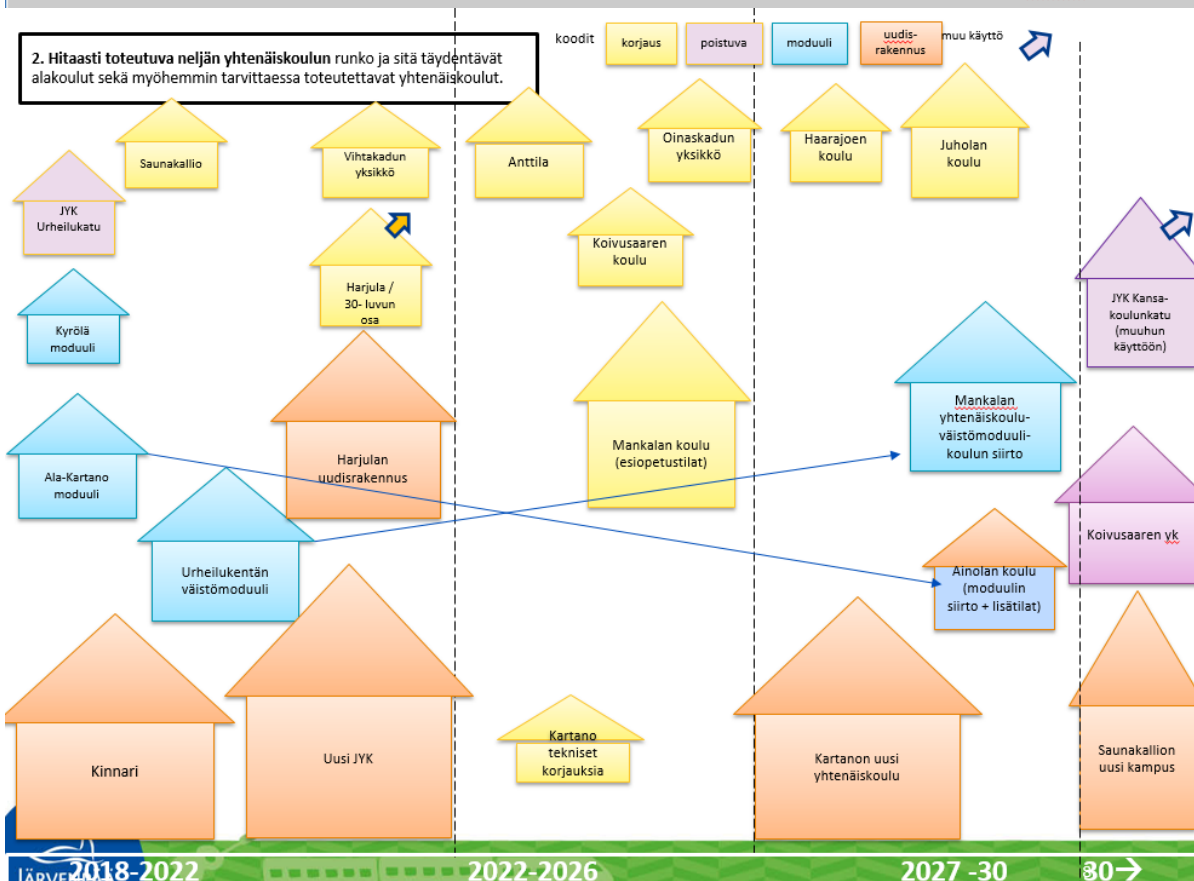 koodit
korjaus
poistuva
moduuli
uudis-
rakennus
muu käyttö
2. Hitaasti toteutuva neljän yhtenäiskoulun runko ja sitä täydentävät
alakoulut sekä myöhemmin tarvittaessa toteutettavat yhtenäiskoulut.
Saunakallio
Vihtakadun
yksikkö
Anttila
Oinaskadun
yksikkö
Haarajoen
koulu
Juholan
koulu
JYK
Urheilukatu
Koivusaaren
koulu
Harjula /
30- luvun
osa
Kyrölä
moduuli
JYK Kansa-
koulunkatu
(muuhun
käyttöön)
Mankalan
yhtenäiskoulu-
väistömoduuli-
koulun siirto
Mankalan koulu
(esiopetustilat)
Harjulan
uudisrakennus
Ala-Kartano
moduuli
Koivusaaren yk
Urheilukentän
väistömoduuli
Ainolan koulu
(moduulin
siirto + lisätilat)
Kinnari
Uusi JYK
Kartano
tekniset
korjauksia
Kartanon uusi
yhtenäiskoulu
Saunakallion
uusi kampus
2018-2022
2022-2026
2027 -30
30→